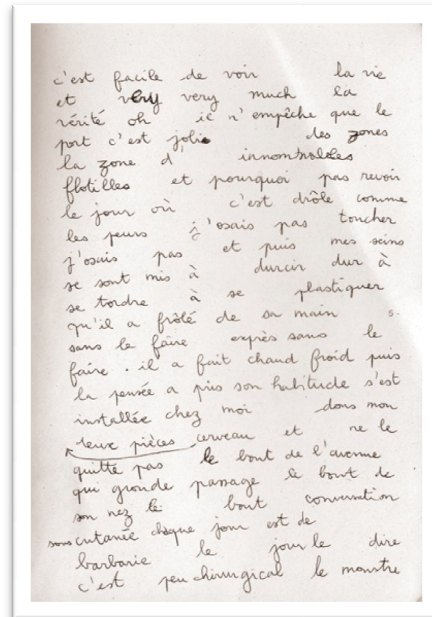 c'est facile de voir la vie
et very very much la
vérité oh ic n'empêche que le
port c'est jolie des zones
la zone d' innombrables
flotilles et pourquoi pas revoir
le jour où c'est drôle comme
les peurs j'osais pas toucher
j'osais pas et puis mes seins
se sont mis à durcir dur à
se tordre à se plastiquer
qu'il a frôlé de sa main s.
sans le faire exprès sans le
faire. il a fait chaud froid puis
la pensée a pris son habitude s'est
installée chez moi dans mon
deux pièces cerveau et ne le
quitte pas le bout de l'avenue
qui gronde passage le bout de
son nez le bout conversation
sous cutanée chaque jour est de
barbarie le jour le dire
c'est peu chirurgical le monstre